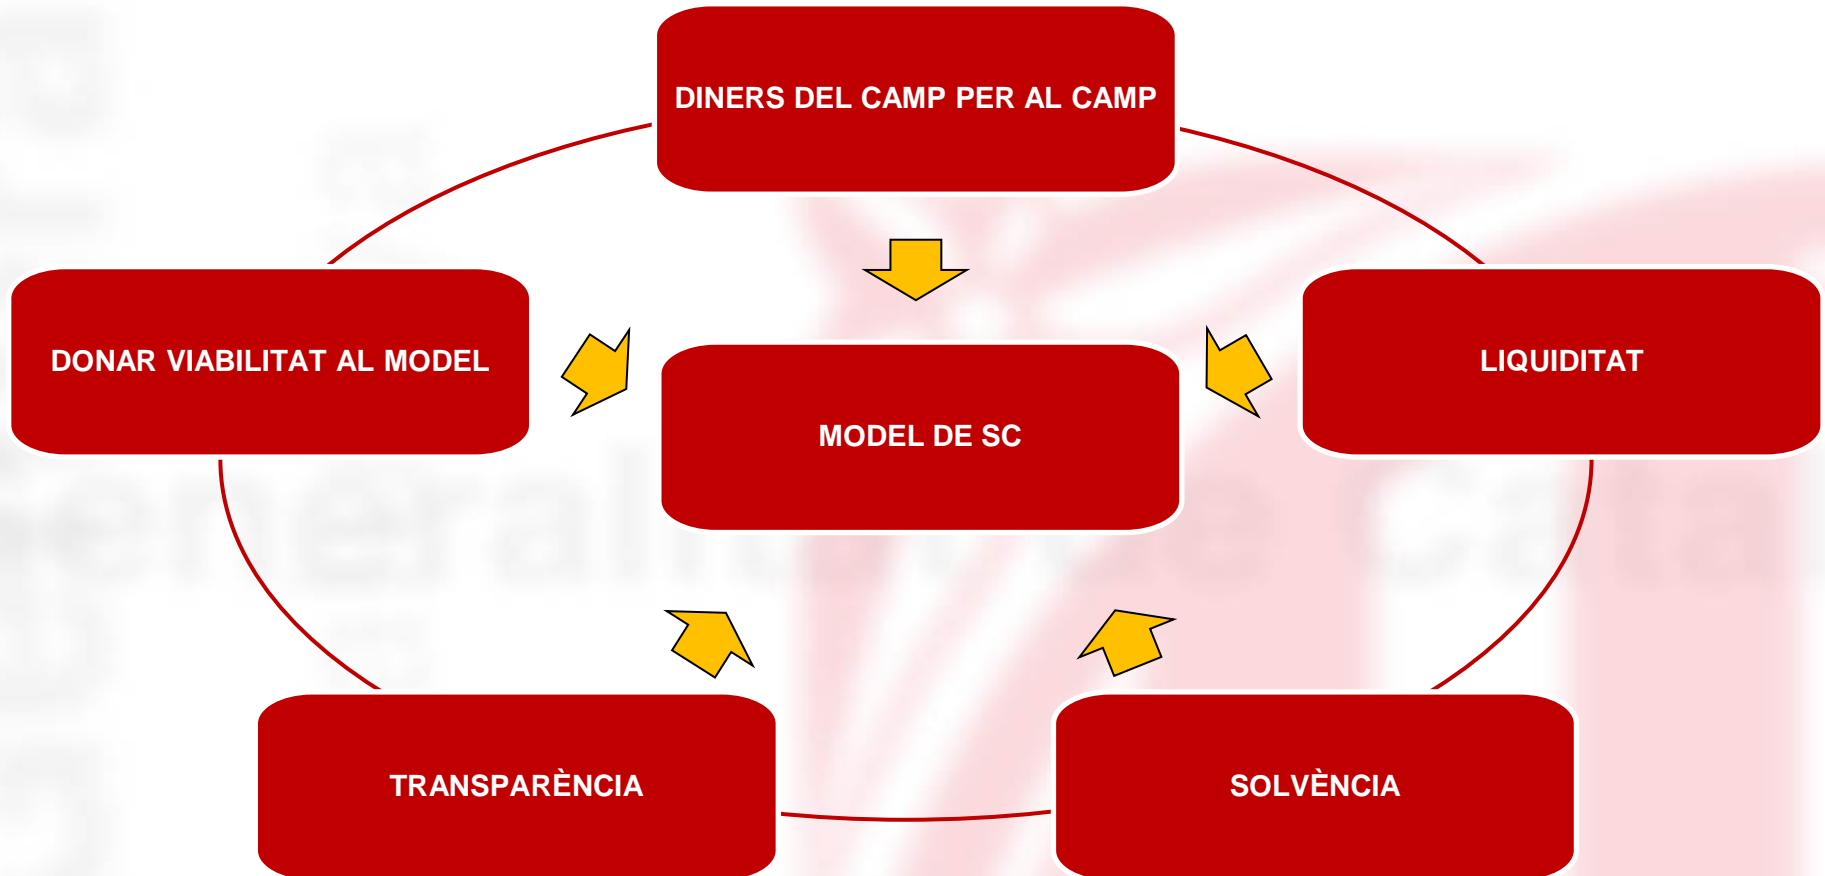 DINERS DEL CAMP PER AL CAMP
DONAR VIABILITAT AL MODEL
LIQUIDITAT
MODEL DE SC
TRANSPARÈNCIA
SOLVÈNCIA